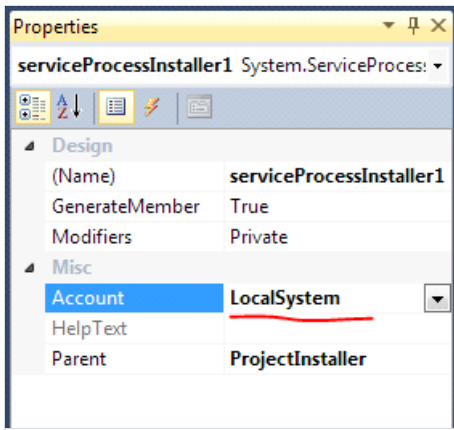 Properties
serviceProcessInstaller1 System.ServiceProces
Design
(Name) serviceProcessInstaller1
GenerateMember True
Modifiers Private
Misc
Account LocalSystem
HelpText
Parent ProjectInstaller